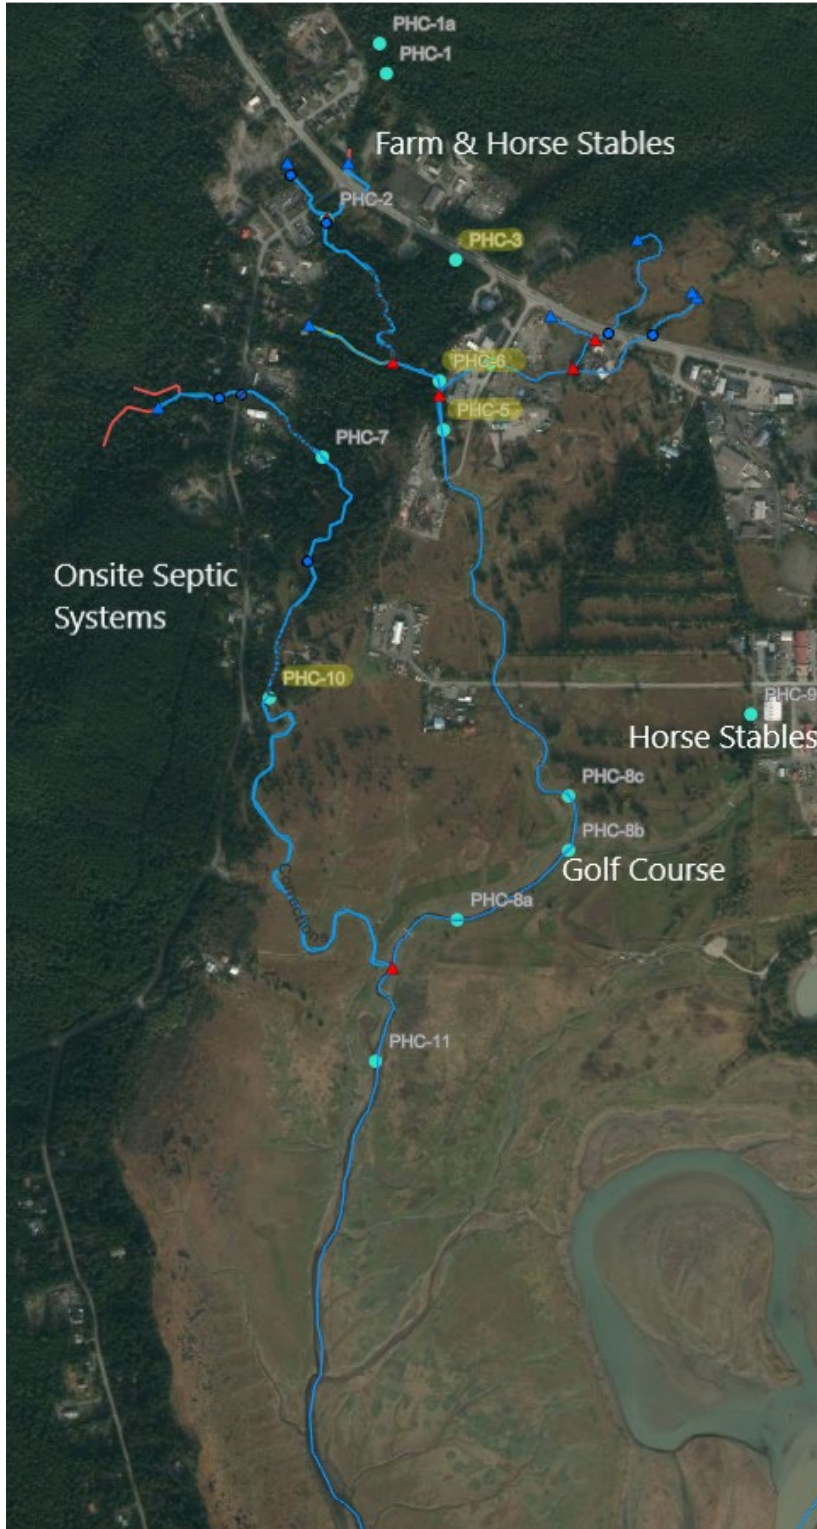 PHC-1a
PHC-1
Farm & Horse Stables
PHC-2
PHC-3
PHC-6
PHC-5
PHC-7
Onsite Septic
Systems
PHC-10
PHC-9
Horse Stables
PHC-8c
PHC-8b
Golf Course
PHC-8a
Corrections
PHC-11